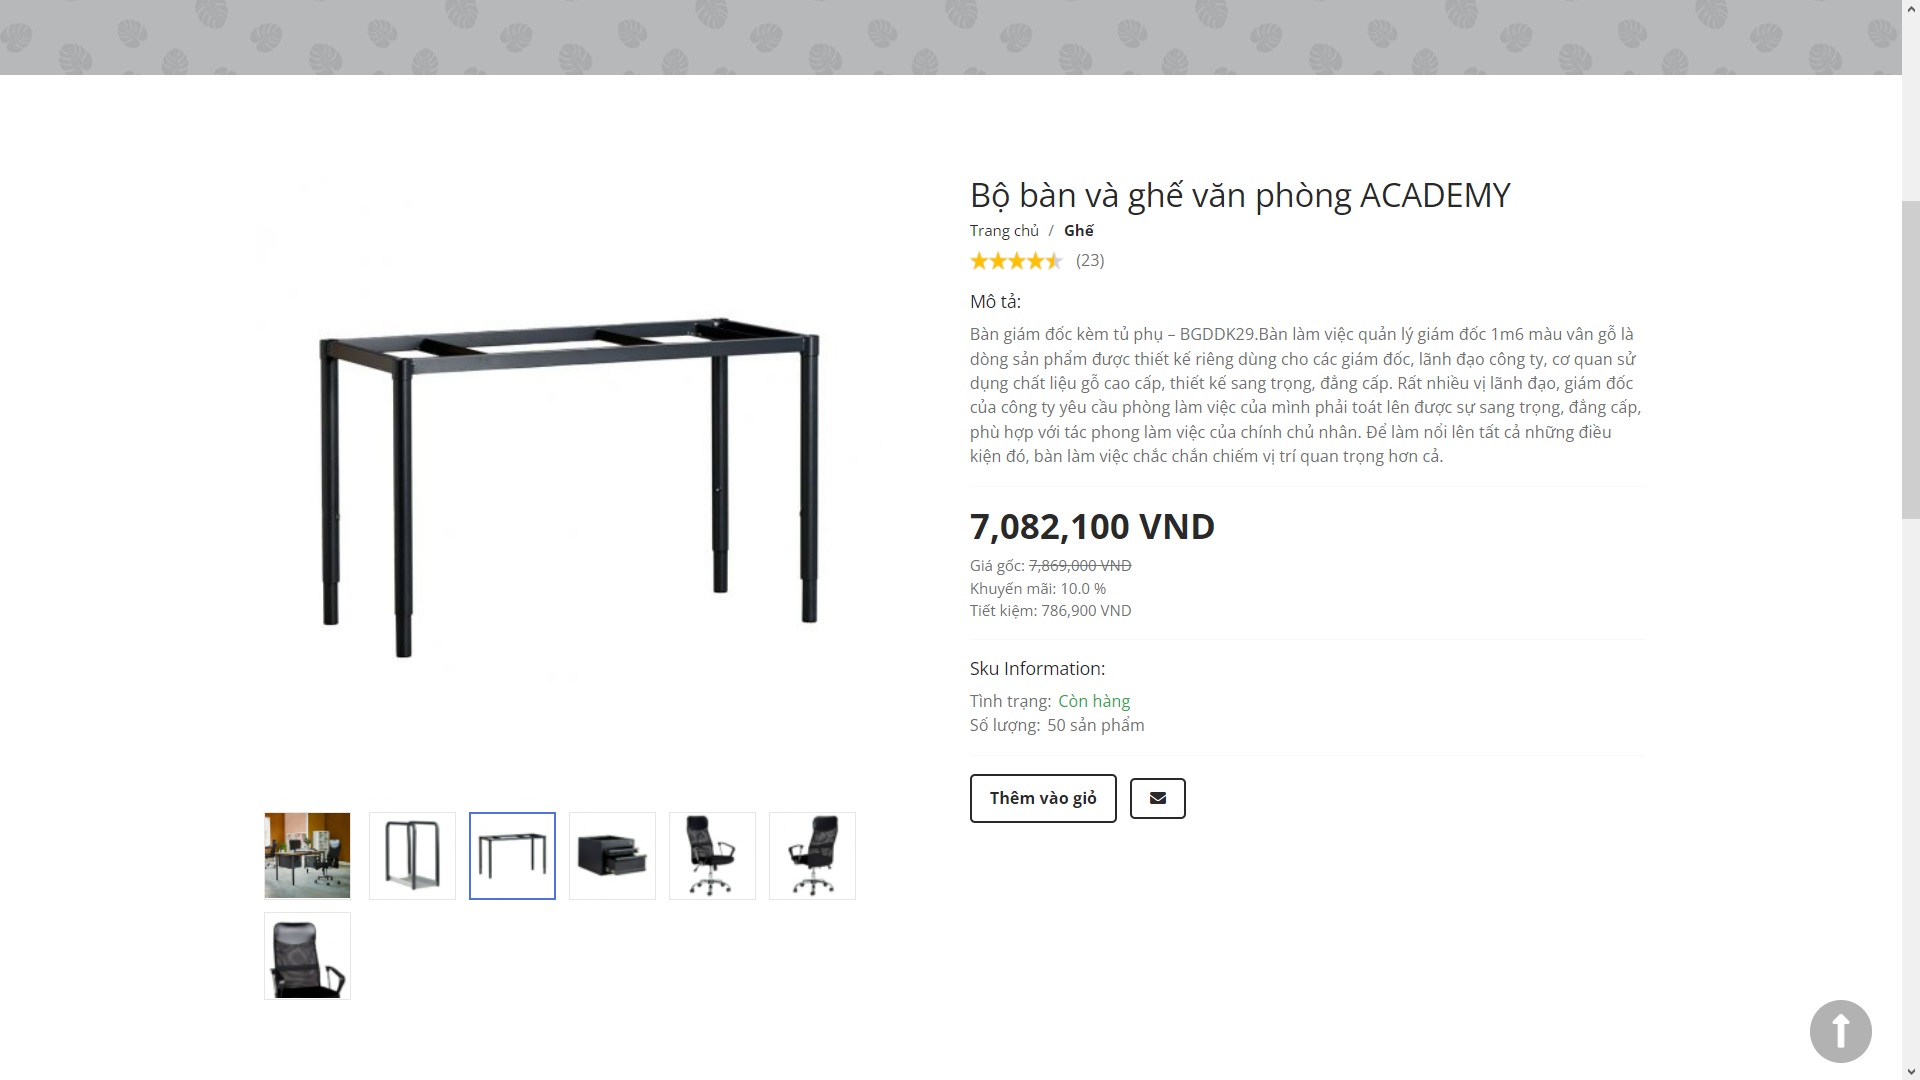 Bộ bàn và ghế văn phòng ACADEMY
Trang chủ / Ghế
(23)
Mô tả:
Bàn giám đốc kèm tủ phụ – BGDDK29.Bàn làm việc quản lý giám đốc 1m6 màu vân gỗ là
dòng sản phẩm được thiết kế riêng dùng cho các giám đốc, lãnh đạo công ty, cơ quan sử
dụng chất liệu gỗ cao cấp, thiết kế sang trọng, đẳng cấp. Rất nhiều vị lãnh đạo, giám đốc
của công ty yêu cầu phòng làm việc của mình phải toát lên được sự sang trọng, đẳng cấp,
phù hợp với tác phong làm việc của chính chủ nhân. Để làm nổi lên tất cả những điều
kiện đó, bàn làm việc chắc chắn chiếm vị trí quan trọng hơn cả.
7,082,100 VND
Giá gốc: 7,869,000 VND
Khuyến mãi: 10.0 %
Tiết kiệm: 786,900 VND
Sku Information:
Tình trạng: Còn hàng
Số lượng: 50 sản phẩm
Thêm vào giỏ